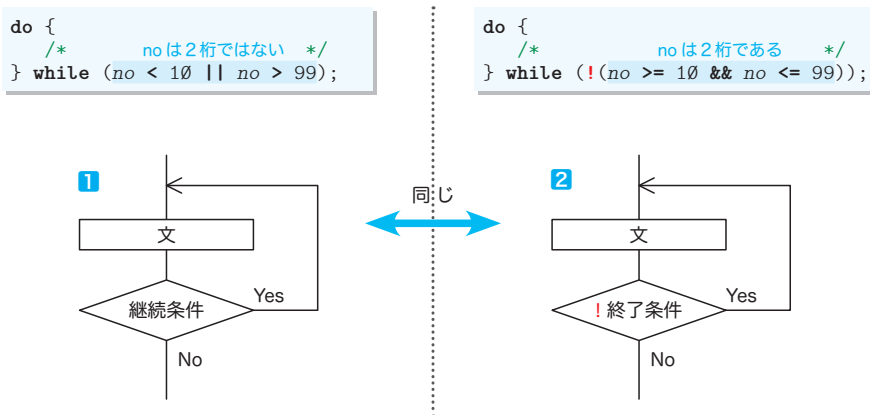 do {
/* noは2桁ではない */
} while (no < 10 || no > 99);
do {
/* noは2桁である */
} while (!(no >= 10 && no <= 99));
1
文
継続条件
Yes
No
同じ
2
文
!終了条件
Yes
No